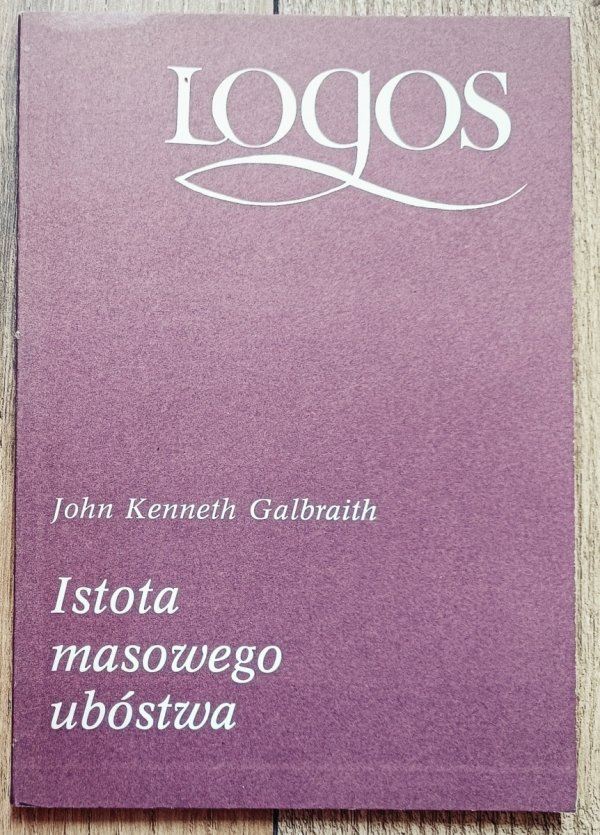 Logos
John Kenneth Galbraith
Istota
masowego
ubóstwa